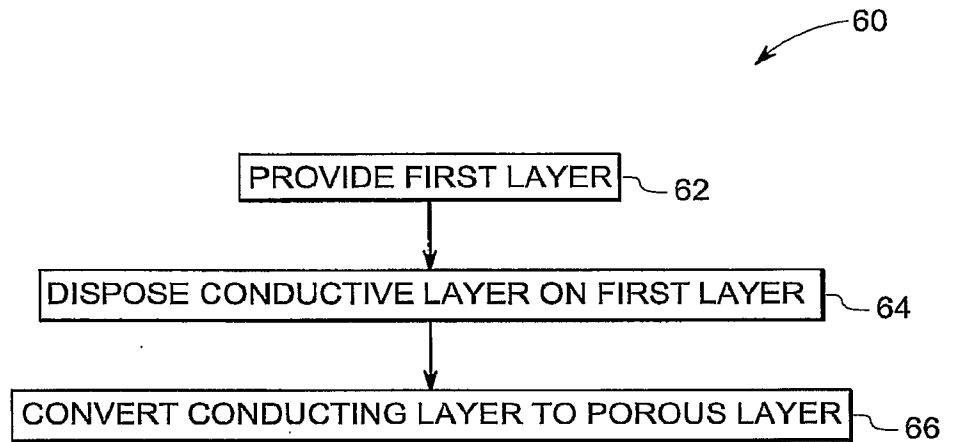 60
PROVIDE FIRST LAYER
62
DISPOSE CONDUCTIVE LAYER ON FIRST LAYER
64
CONVERT CONDUCTING LAYER TO POROUS LAYER
66